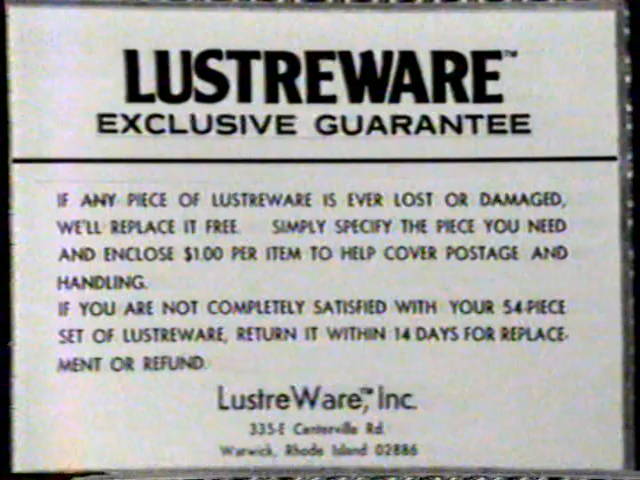 LUSTREWARE™
EXCLUSIVE GUARANTEE
IF ANY PIECE OF LUSTREWARE IS EVER LOST OR DAMAGED,
WE'LL REPLACE IT FREE. SIMPLY SPECIFY THE PIECE YOU NEED
AND ENCLOSE $1.00 PER ITEM TO HELP COVER POSTAGE AND
HANDLING.
IF YOU ARE NOT COMPLETELY SATISFIED WITH YOUR 54-PIECE
SET OF LUSTREWARE, RETURN IT WITHIN 14 DAYS FOR REPLACE-
MENT OR REFUND.
LustreWare,™ Inc.
335-E Centerville Rd.
Warwick, Rhode Island 02886